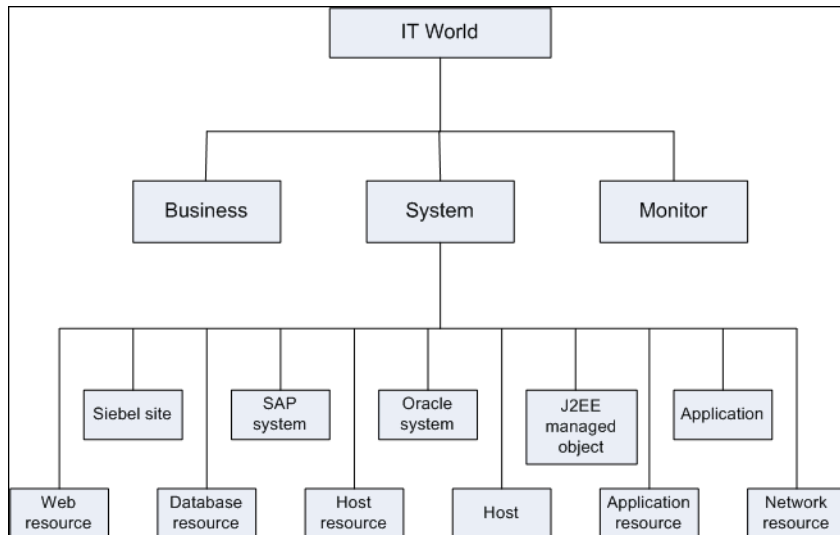 IT World
Business
System
Monitor
Siebel site
SAP
system
Oracle
system
J2EE
managed
object
Application
Web
resource
Database
resource
Host
resource
Host
Application
resource
Network
resource